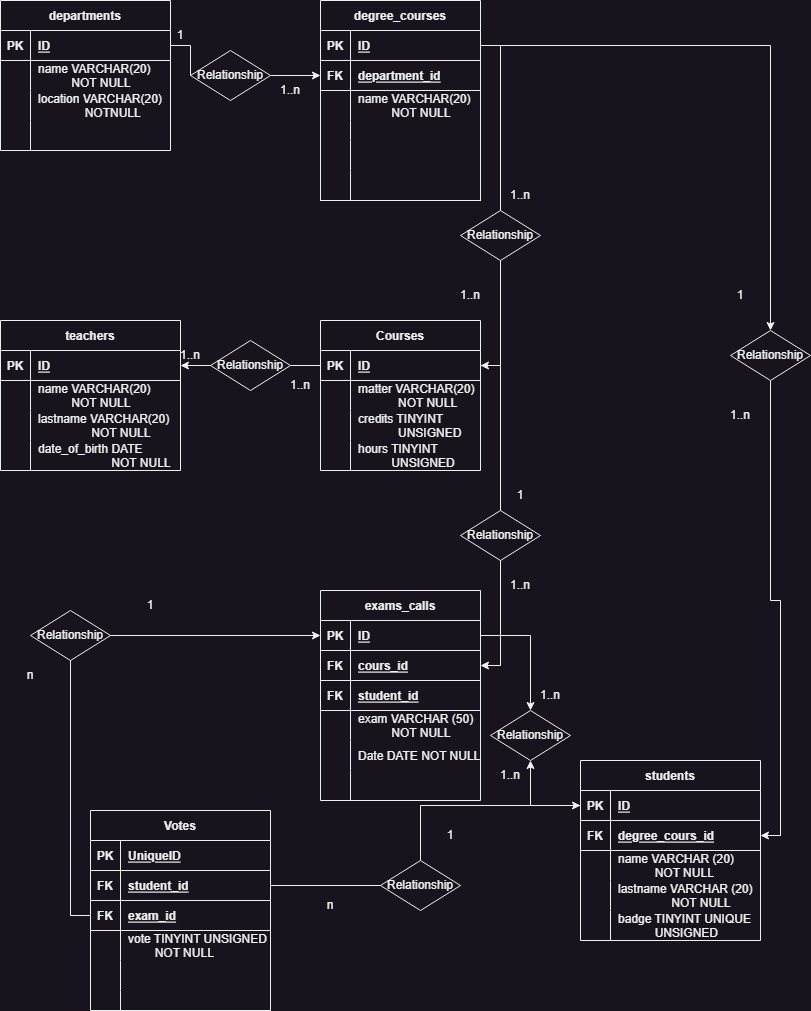 departments
PK ID
name VARCHAR(20)
NOT NULL
location VARCHAR(20)
NOTNULL
1
Relationship
1..n
degree_courses
PK ID
FK department_id
name VARCHAR(20)
NOT NULL
1..n
Relationship
1..n
1
Relationship
1..n
teachers
PK ID
name VARCHAR(20)
NOT NULL
lastname VARCHAR(20)
NOT NULL
date_of_birth DATE
NOT NULL
1..n
Relationship
1..n
Courses
PK ID
matter VARCHAR(20)
NOT NULL
credits TINYINT
UNSIGNED
hours TINYINT
UNSIGNED
1
Relationship
1..n
1
Relationship
n
exams_calls
PK ID
FK cours_id
FK student_id
exam VARCHAR (50)
NOT NULL
Date DATE NOT NULL
1..n
Relationship
1..n
students
PK ID
FK degree_cours_id
name VARCHAR (20)
NOT NULL
lastname VARCHAR (20)
NOT NULL
badge TINYINT UNIQUE
UNSIGNED
Votes
PK UniqueID
FK student_id
FK exam_id
vote TINYINT UNSIGNED
NOT NULL
1
Relationship
n